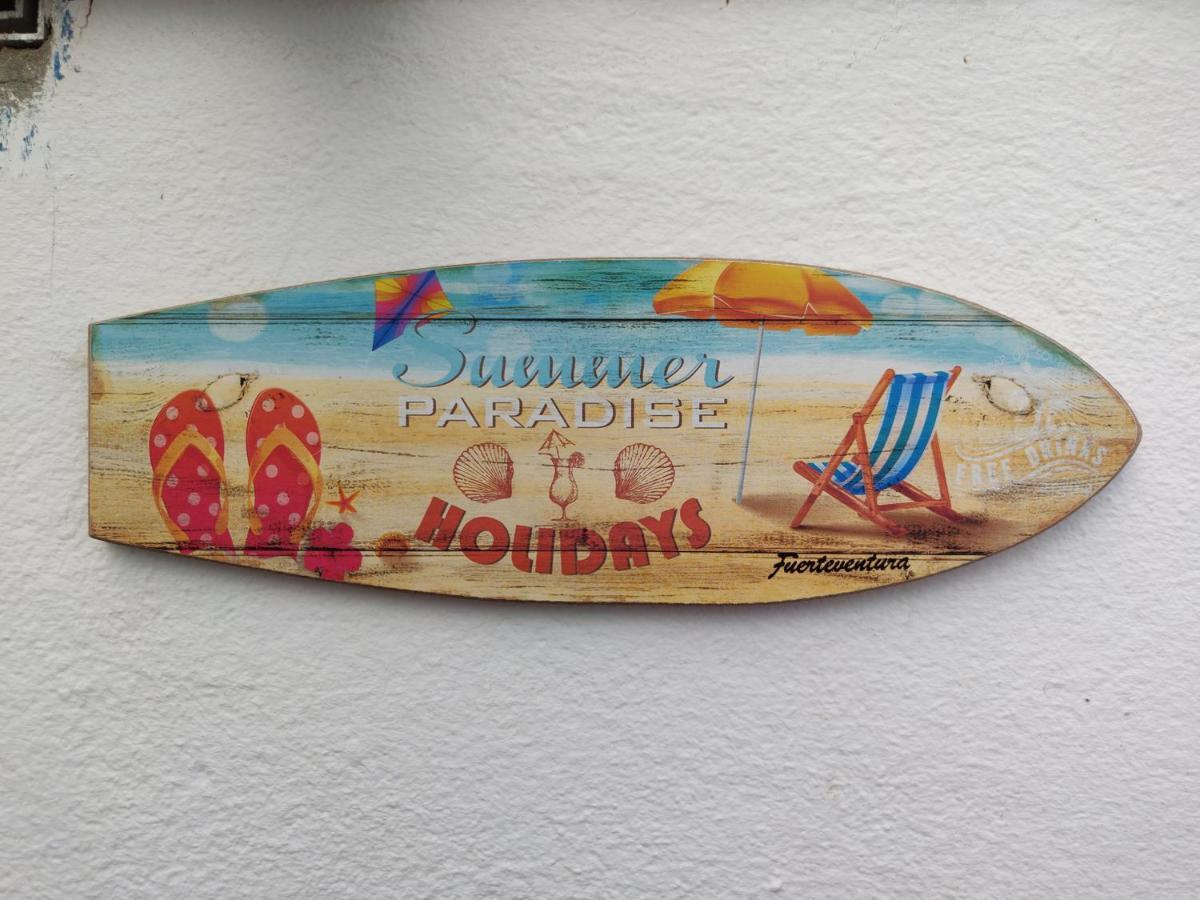 Summer
PARADISE
HOLIDAYS
Fuerteventura
FREE DRINKS